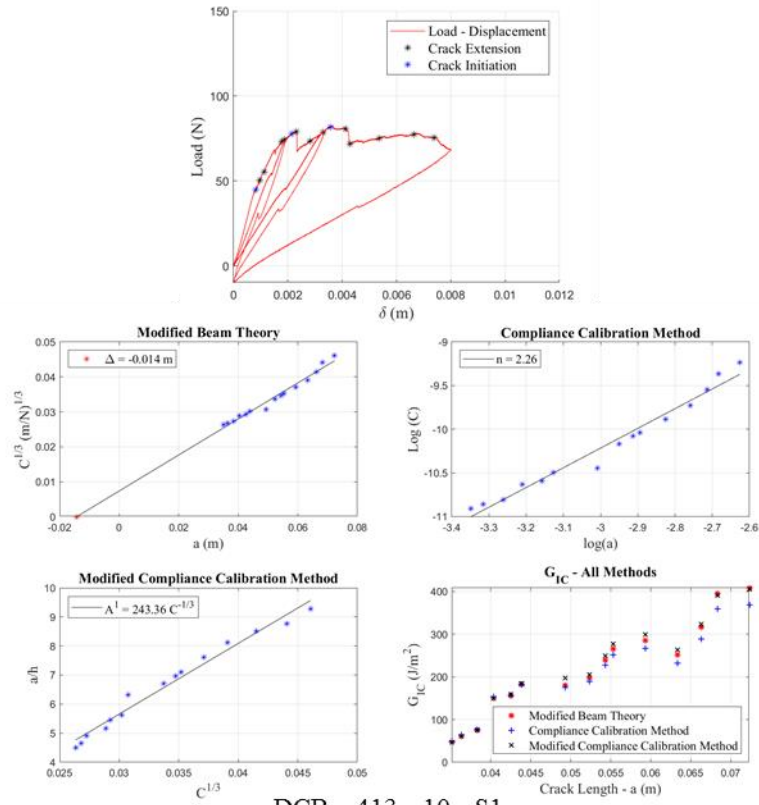 150
Load - Displacement
Crack Extension
Crack Initiation
100
50
0
Load (N)
0 0.002 0.004 0.006 0.008 0.01 0.012
δ (m)
Modified Beam Theory
Δ = -0.014 m
0.05
0.04
0.03
0.02
0.01
0
C^1/3 (m/N)^1/3
-0.02 0 0.02 0.04 0.06 0.08
a (m)
Compliance Calibration Method
n = 2.26
-9
-9.5
-10
-10.5
-11
Log (C)
-3.4 -3.3 -3.2 -3.1 -3 -2.9 -2.8 -2.7 -2.6
log(a)
Modified Compliance Calibration Method
A^1 = 243.36 C^-1/3
10
9
8
7
6
5
4
a/h
0.025 0.03 0.035 0.04 0.045 0.05
C^1/3
G_IC - All Methods
400
300
200
100
0
G_IC (J/m^2)
Modified Beam Theory
Compliance Calibration Method
Modified Compliance Calibration Method
0.04 0.045 0.05 0.055 0.06 0.065 0.07
Crack Length - a (m)